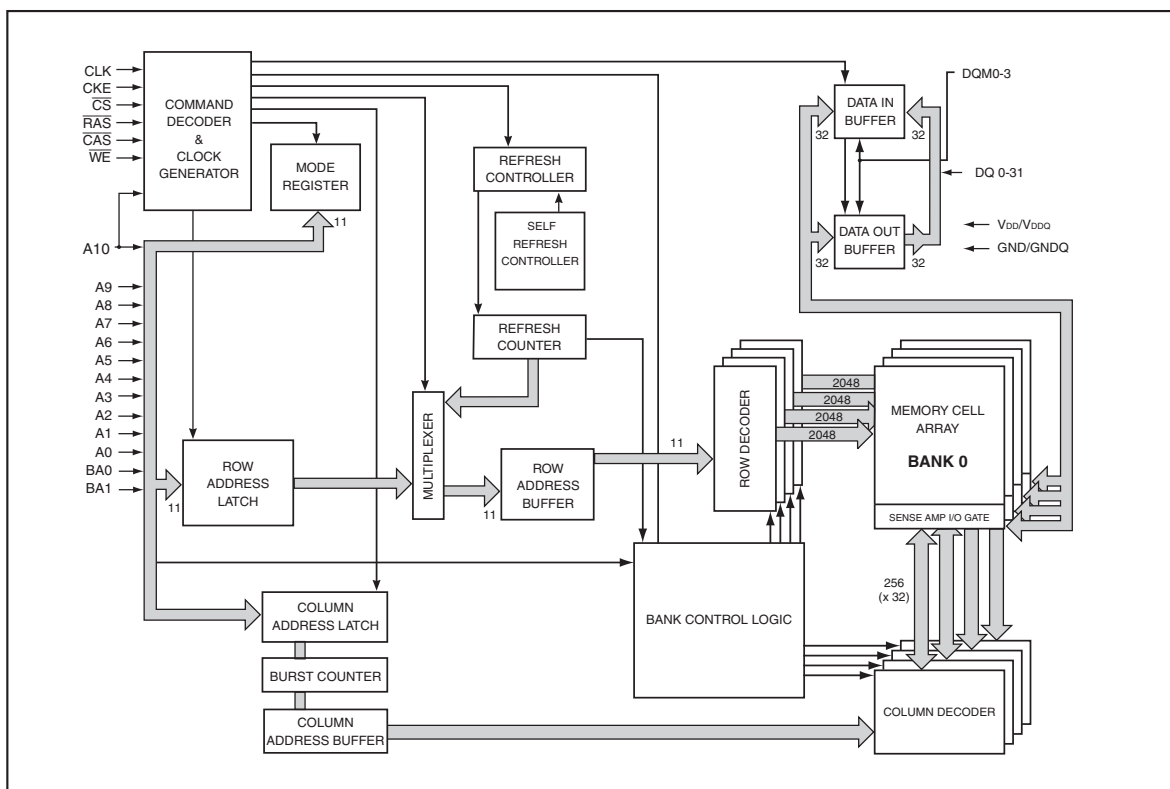 CLK
CKE
CS
RAS
CAS
WE
A10
A9
A8
A7
A6
A5
A4
A3
A2
A1
A0
BA0
BA1
COMMAND
DECODER
&
CLOCK
GENERATOR
MODE
REGISTER
11
REFRESH
CONTROLLER
SELF
REFRESH
CONTROLLER
REFRESH
COUNTER
DATA IN
BUFFER
32
32
DATA OUT
BUFFER
32
32
DQM0-3
DQ 0-31
VDD/VDDQ
GND/GNDQ
11
ROW
ADDRESS
LATCH
MULTIPLEXER
11
ROW
ADDRESS
BUFFER
11
ROW DECODER
2048
2048
2048
2048
MEMORY CELL
ARRAY
BANK 0
SENSE AMP I/O GATE
256
(x 32)
BANK CONTROL LOGIC
COLUMN
ADDRESS LATCH
BURST COUNTER
COLUMN
ADDRESS BUFFER
COLUMN DECODER